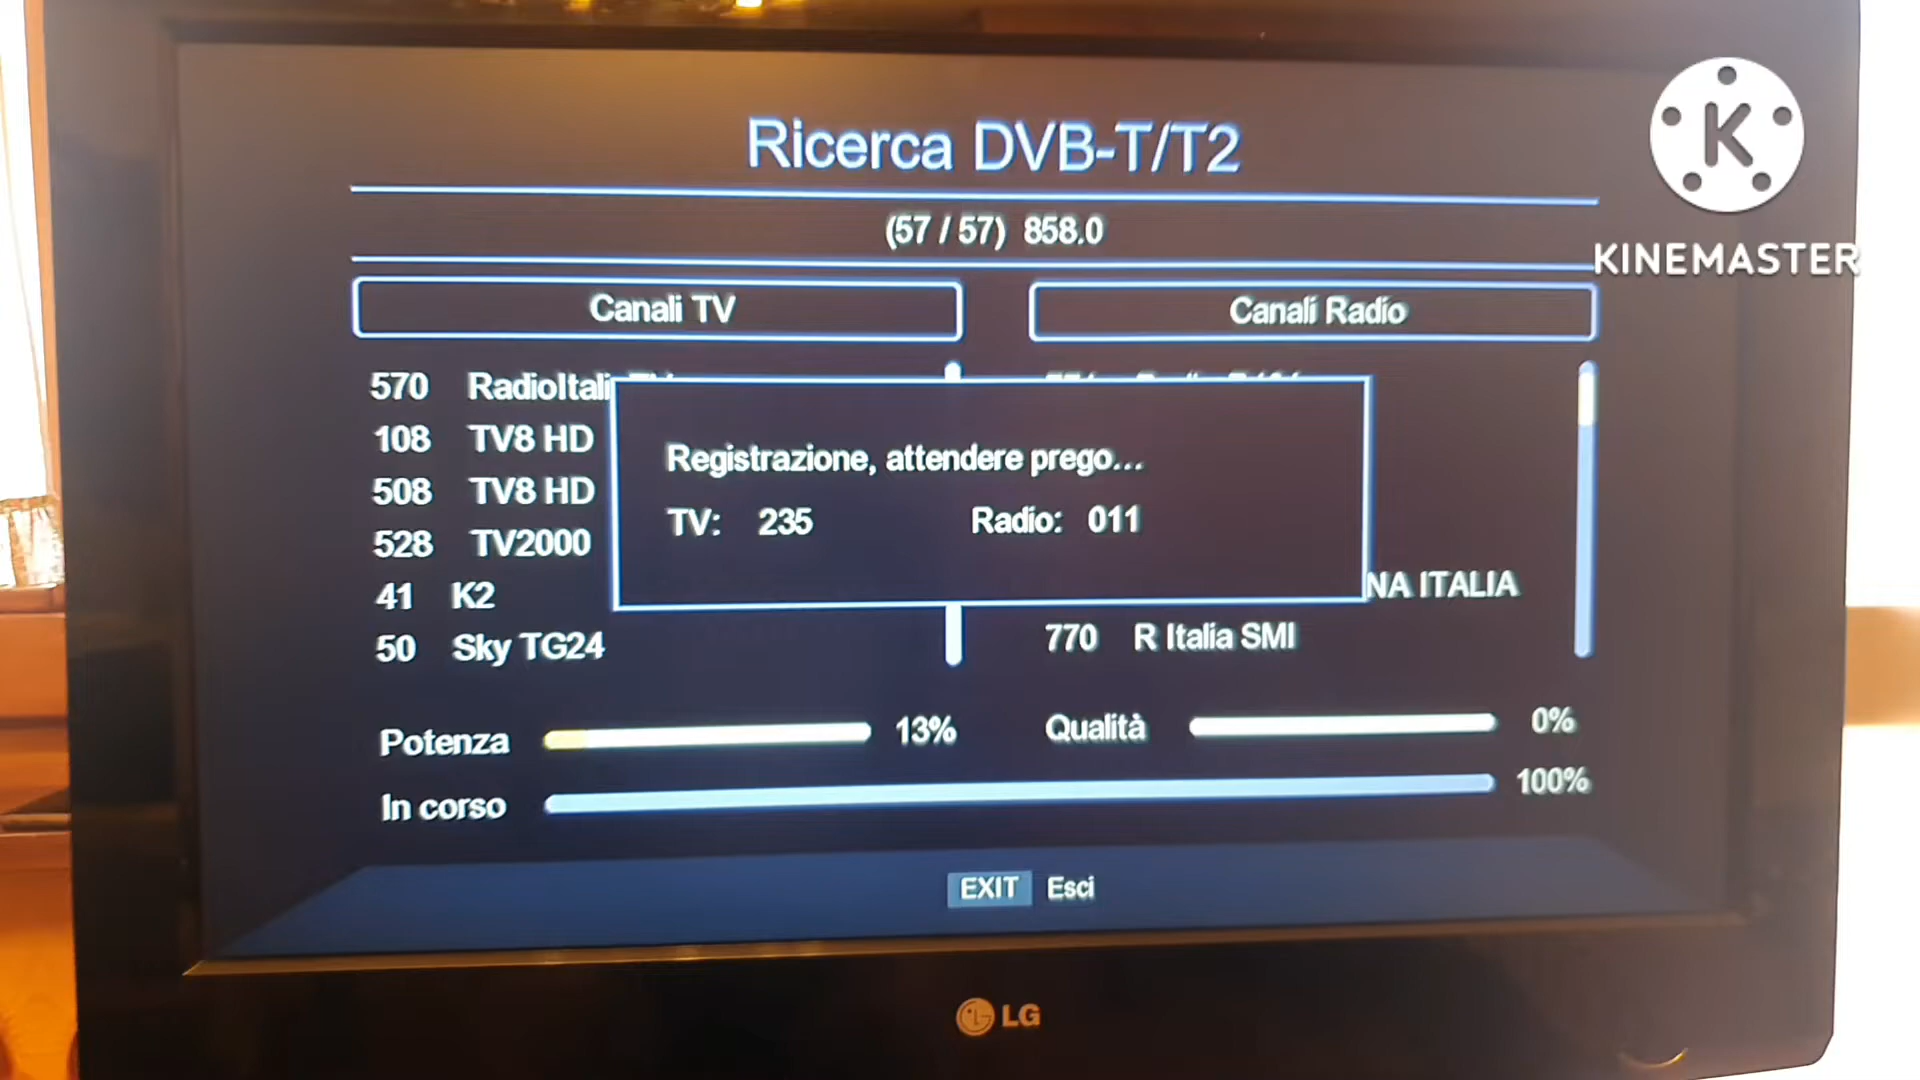 Ricerca DVB-T/T2
(57 / 57) 858.0
KINEMASTER
Canali TV
Canali Radio
570 RadioItali
108 TV8 HD
508 TV8 HD
528 TV2000
41 K2
50 Sky TG24
Registrazione, attendere prego...
TV: 235 Radio: 011
NA ITALIA
770 R Italia SMI
Potenza 13%
Qualità 0%
In corso 100%
EXIT Esci
LG